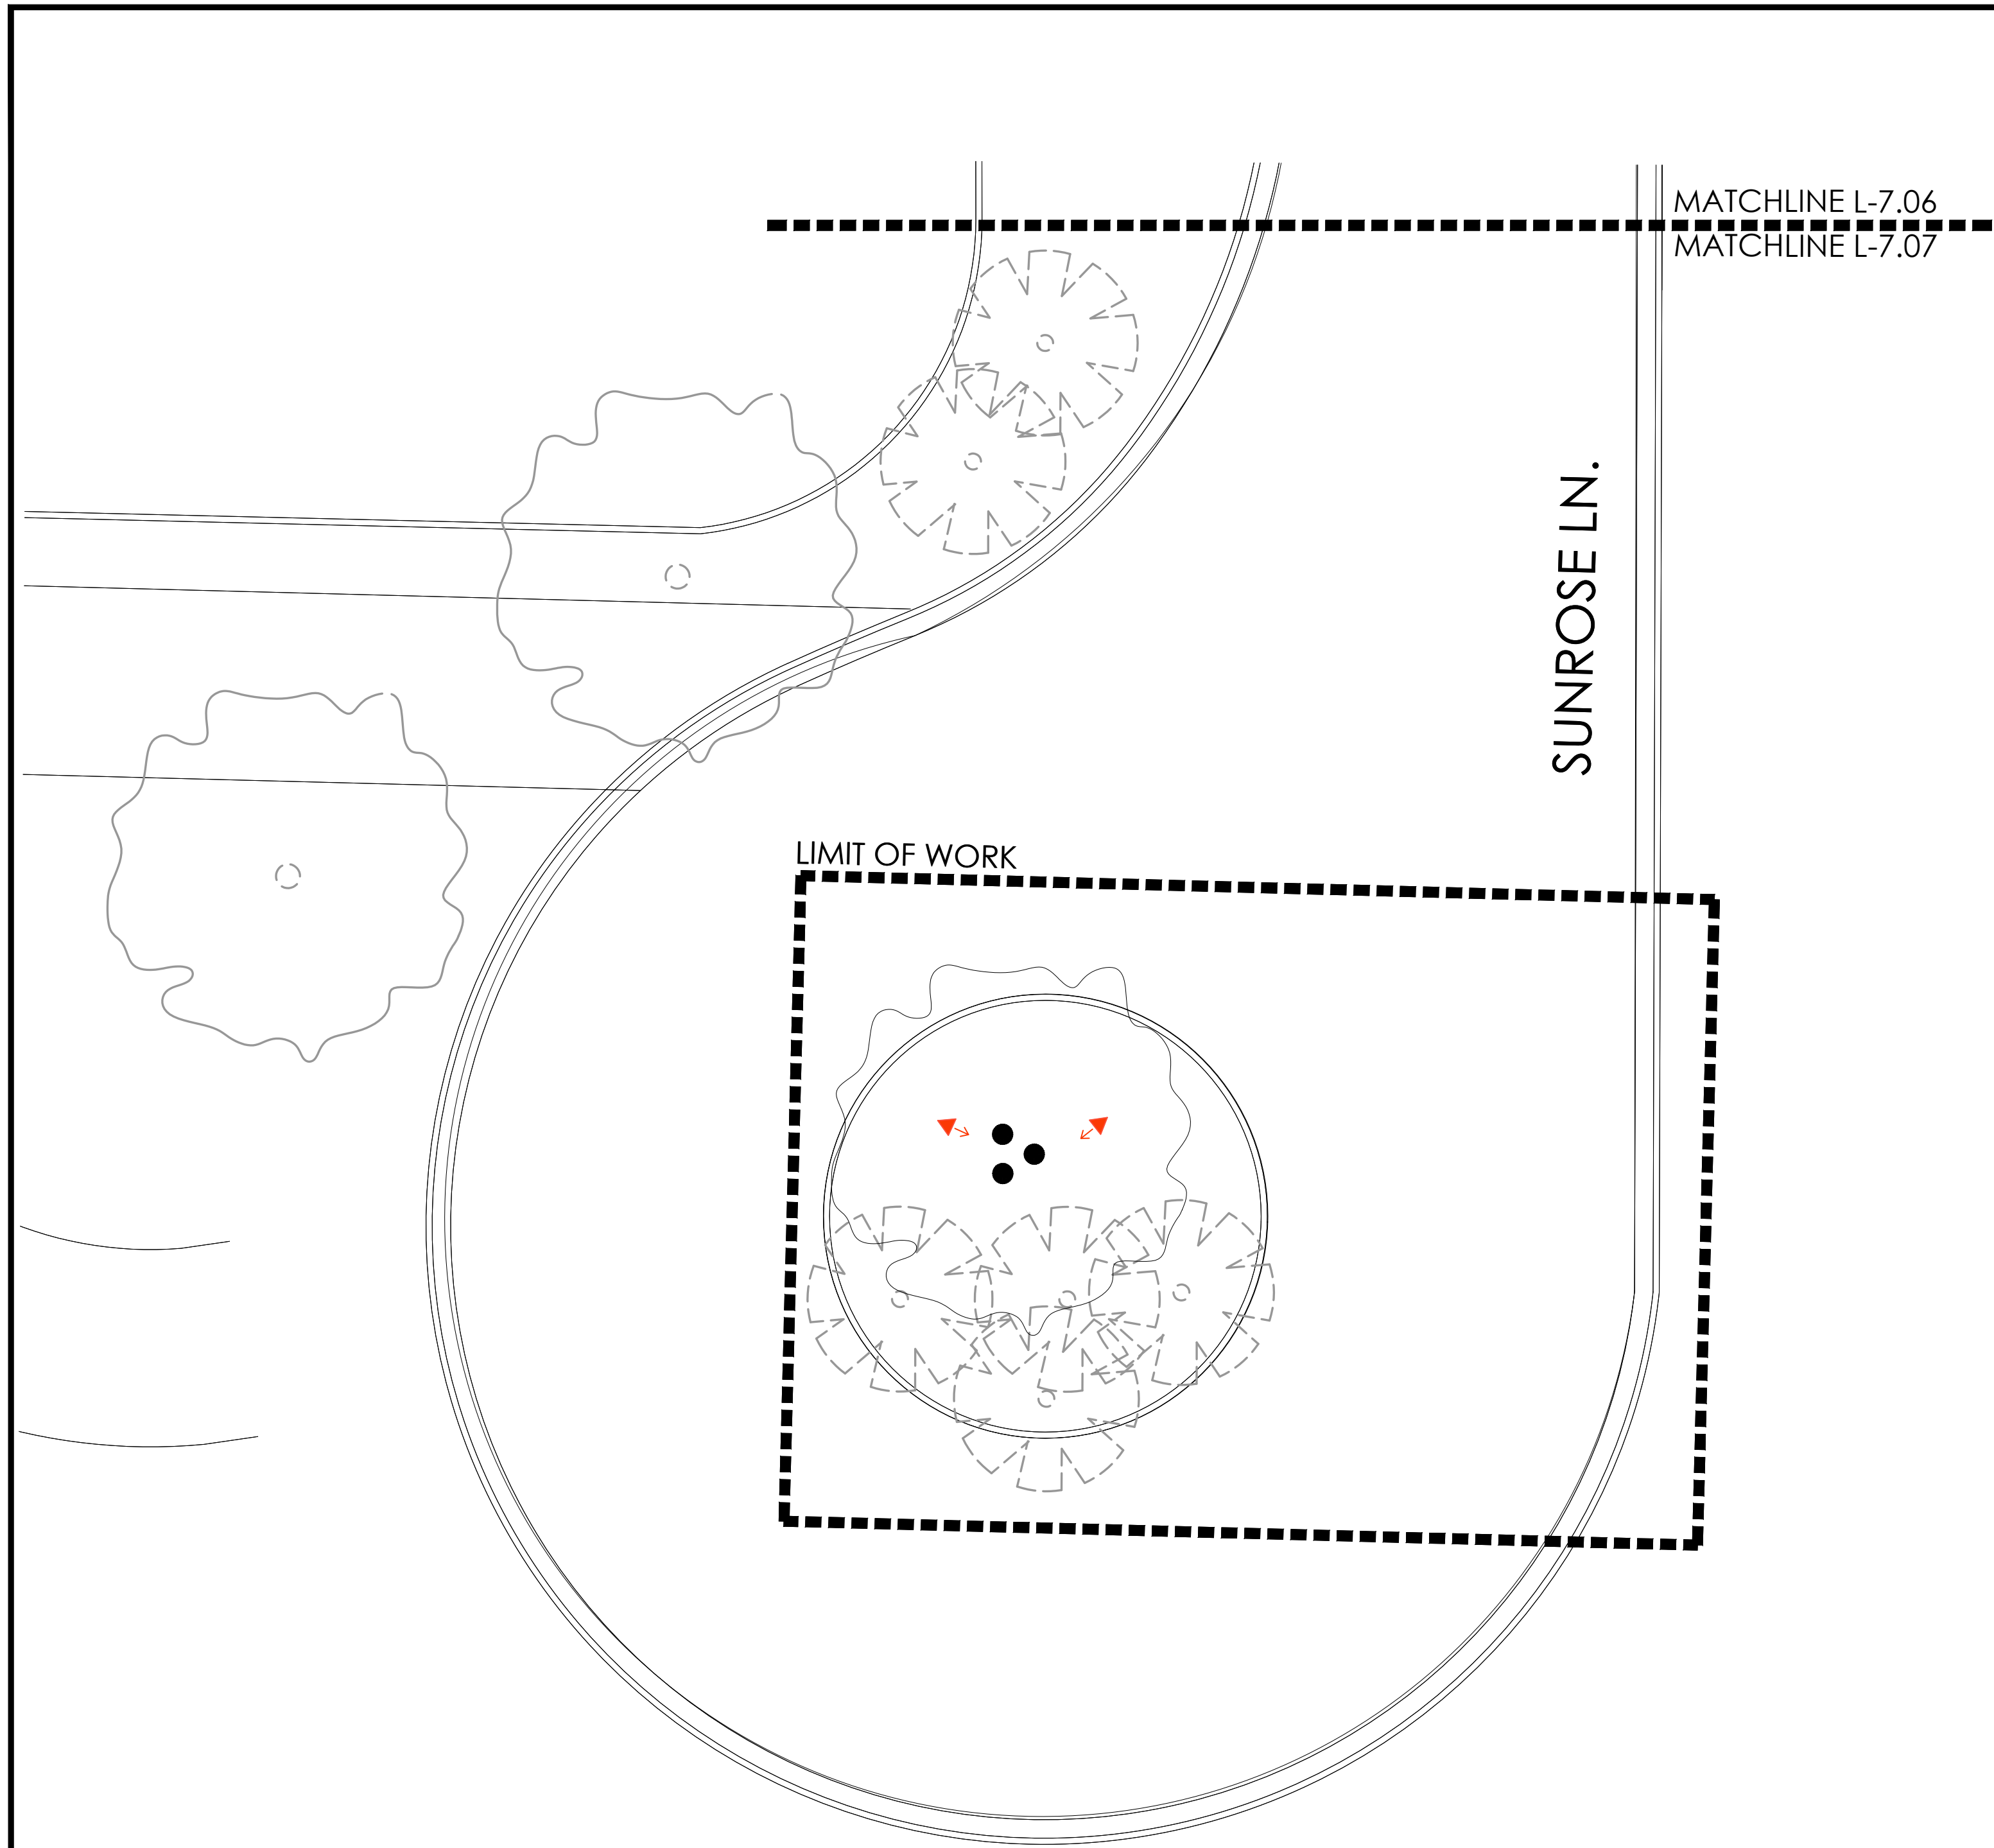 MATCHLINE L-7.06
MATCHLINE L-7.07
SUNROSE LN.
LIMIT OF WORK